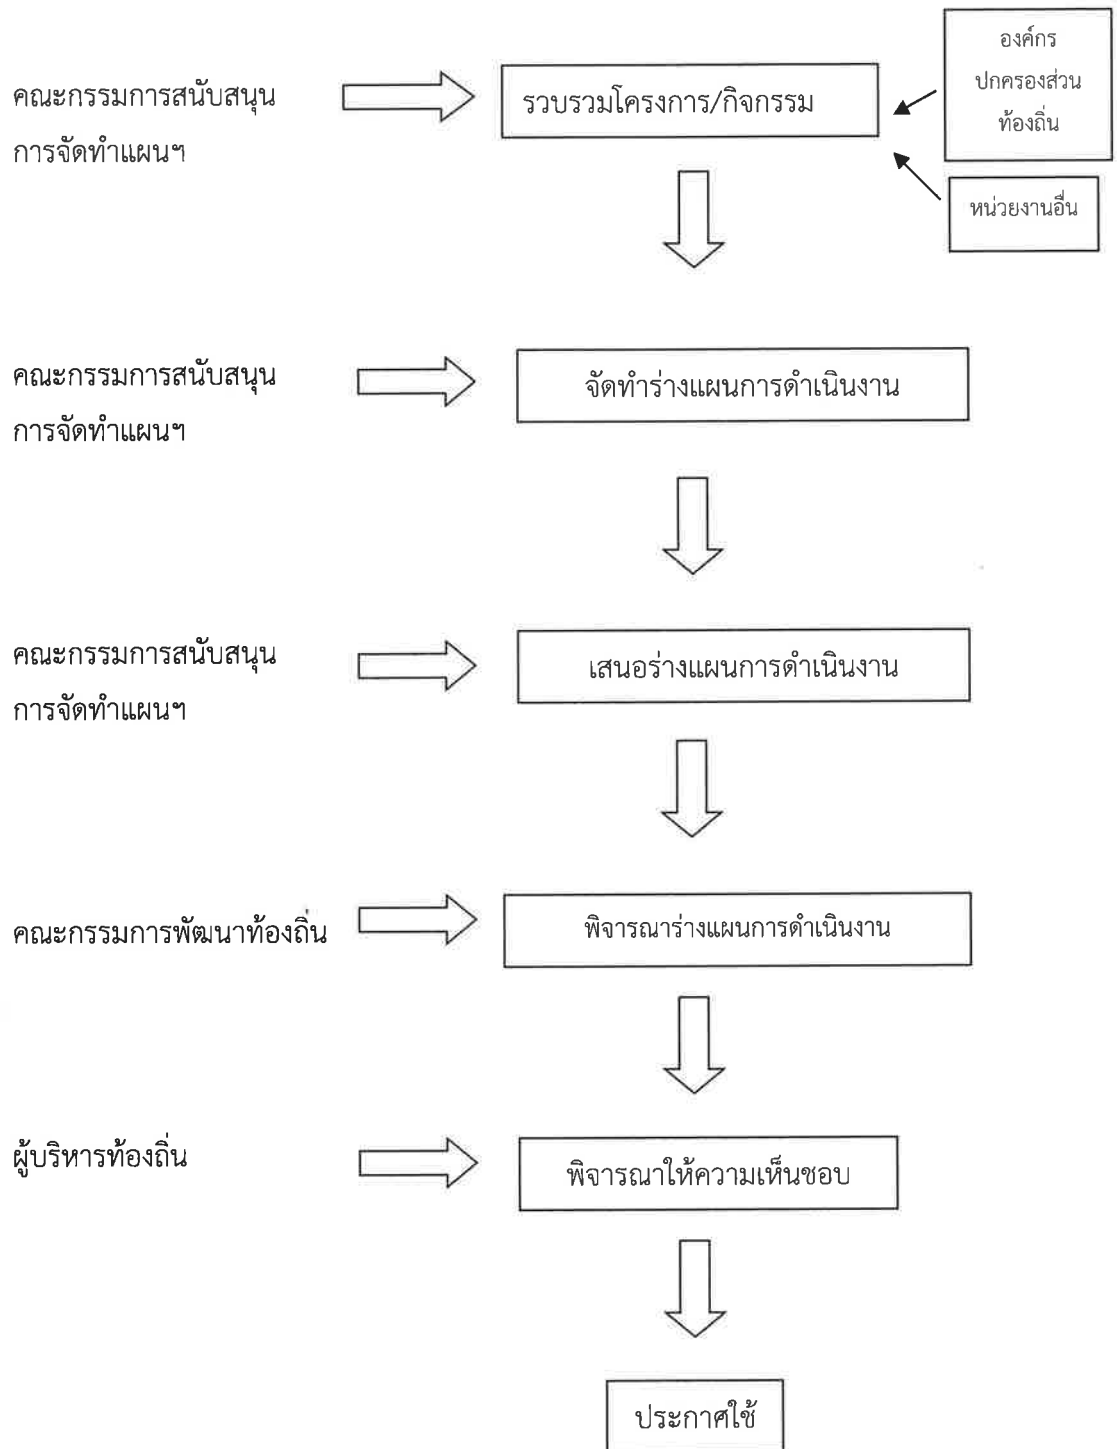 คณะกรรมการสนับสนุน
การจัดทำแผนฯ
รวบรวมโครงการ/กิจกรรม
องค์กร
ปกครองส่วน
ท้องถิ่น
หน่วยงานอื่น
คณะกรรมการสนับสนุน
การจัดทำแผนฯ
จัดทำร่างแผนการดำเนินงาน
คณะกรรมการสนับสนุน
การจัดทำแผนฯ
เสนอร่างแผนการดำเนินงาน
คณะกรรมการพัฒนาท้องถิ่น
พิจารณาร่างแผนการดำเนินงาน
ผู้บริหารท้องถิ่น
พิจารณาให้ความเห็นชอบ
ประกาศใช้